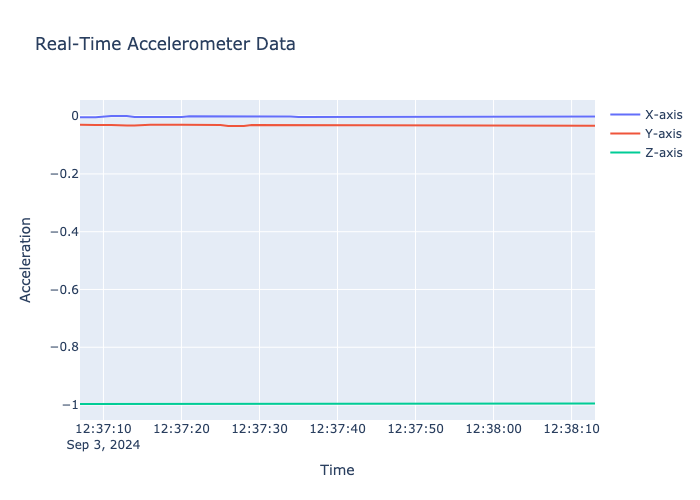 Real-Time Accelerometer Data
X-axis
Y-axis
Z-axis
0
−0.2
−0.4
−0.6
−0.8
−1
Acceleration
12:37:10 12:37:20 12:37:30 12:37:40 12:37:50 12:38:00 12:38:10
Sep 3, 2024
Time